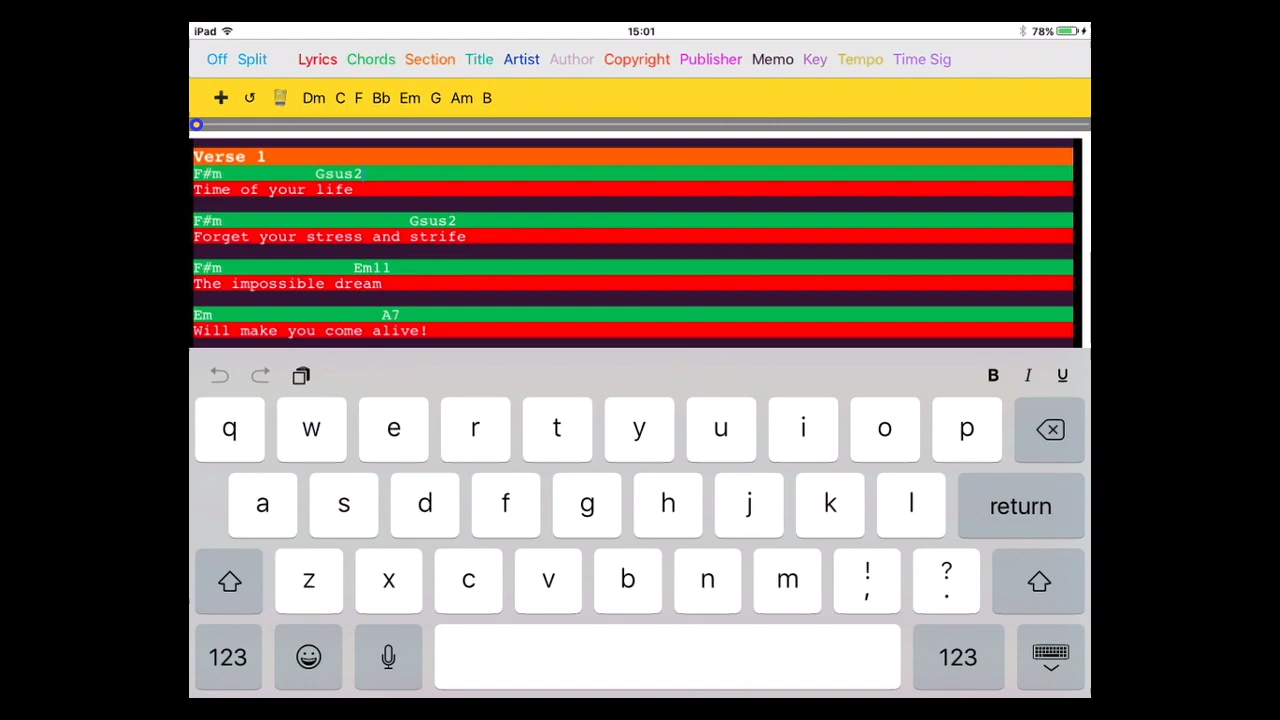 iPad 15:01 78%
Off Split Lyrics Chords Section Title Artist Author Copyright Publisher Memo Key Tempo Time Sig
+ ↺ Dm C F Bb Em G Am B
Verse 1
F#m Gsus2
Time of your life
F#m Gsus2
Forget your stress and strife
F#m Em11
The impossible dream
Em A7
Will make you come alive!
B I U
q w e r t y u i o p
a s d f g h j k l return
z x c v b n m ! , ? .
123 123